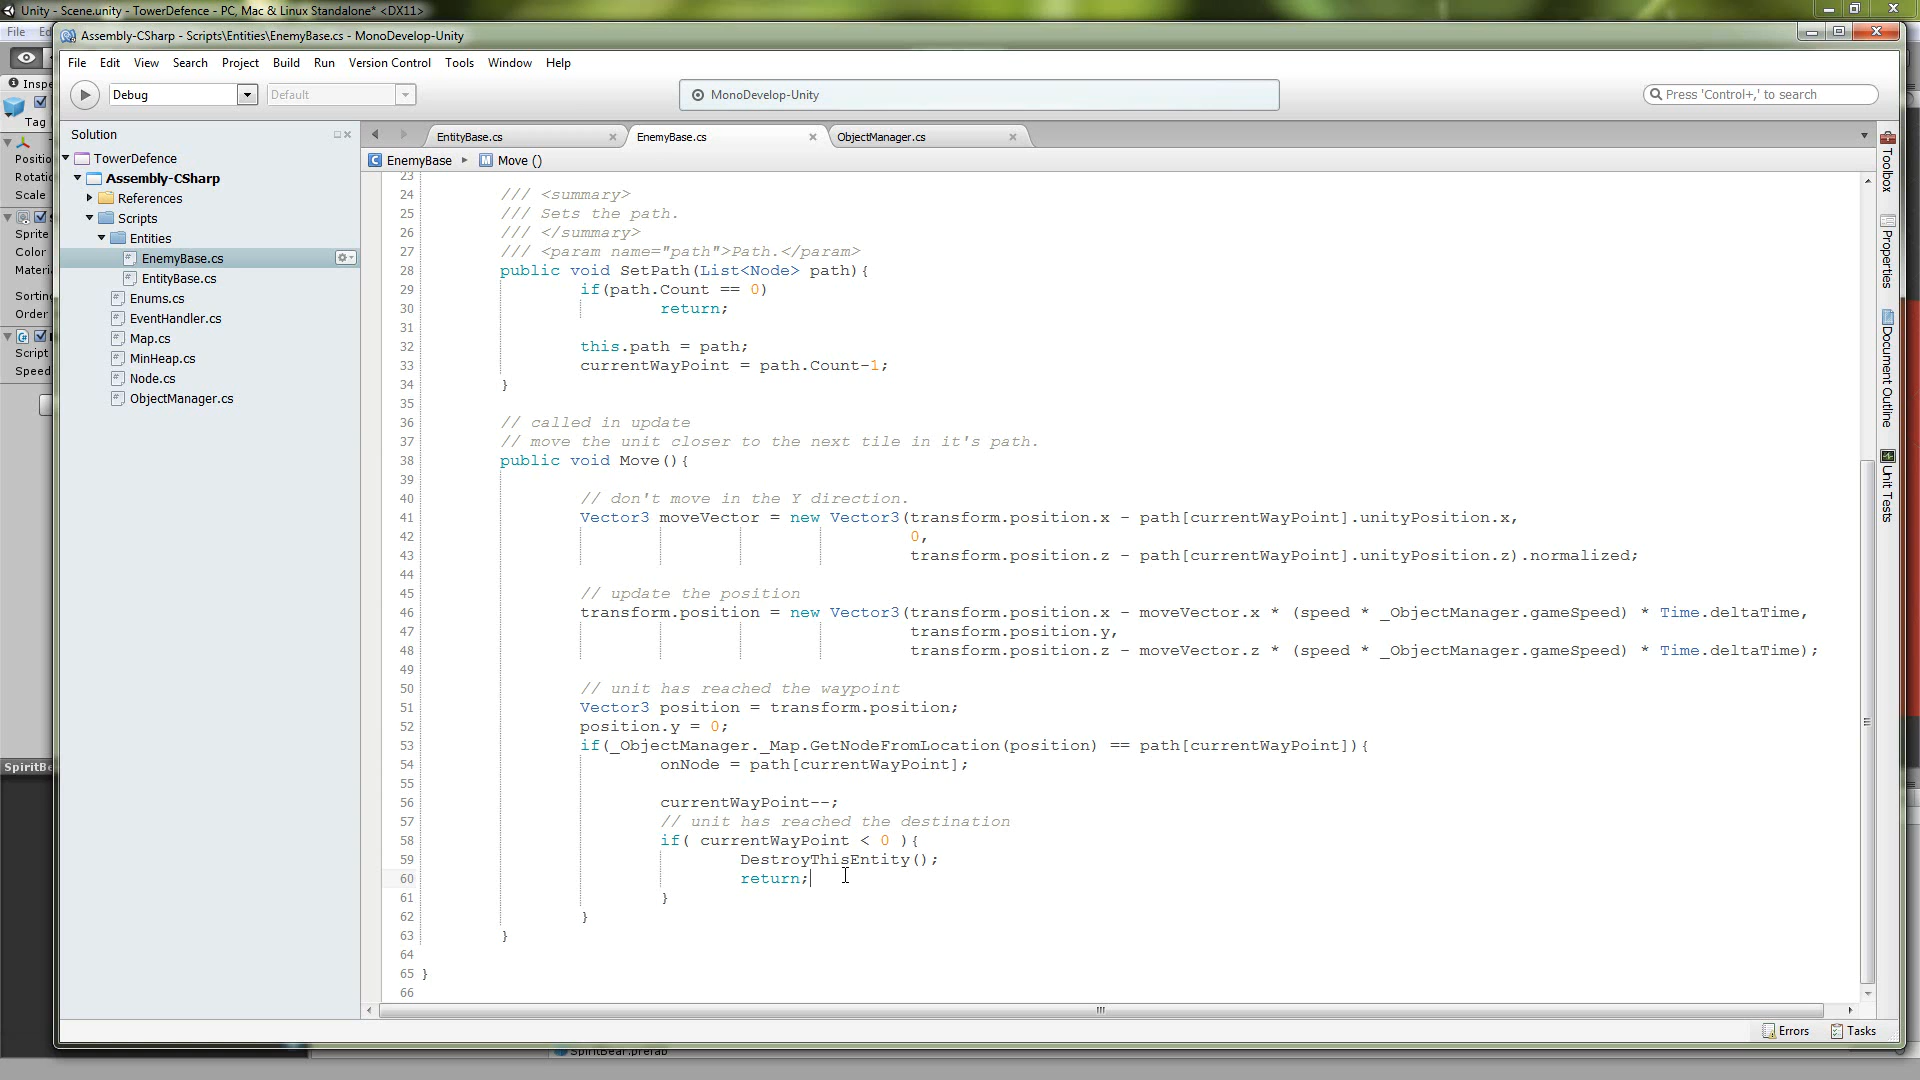 Unity - Scene.unity - TowerDefence - PC, Mac & Linux Standalone* <DX11>
File Ed
Assembly-CSharp - Scripts\Entities\EnemyBase.cs - MonoDevelop-Unity
File Edit View Search Project Build Run Version Control Tools Window Help
Debug
Default
MonoDevelop-Unity
Press 'Control+,' to search
Inspe
Tag
Positio
Rotati
Scale
Sprite
Color
Materi
Sorting
Order
Script
Speed
SpiritBe
Solution
TowerDefence
Assembly-CSharp
References
Scripts
Entities
EnemyBase.cs
EntityBase.cs
Enums.cs
EventHandler.cs
Map.cs
MinHeap.cs
Node.cs
ObjectManager.cs
EntityBase.cs
EnemyBase.cs
ObjectManager.cs
EnemyBase
Move ()
23
24 /// <summary>
25 /// Sets the path.
26 /// </summary>
27 /// <param name="path">Path.</param>
28 public void SetPath(List<Node> path){
29 if(path.Count == 0)
30 return;
31
32 this.path = path;
33 currentWayPoint = path.Count-1;
34 }
35
36 // called in update
37 // move the unit closer to the next tile in it's path.
38 public void Move(){
39
40 // don't move in the Y direction.
41 Vector3 moveVector = new Vector3(transform.position.x - path[currentWayPoint].unityPosition.x,
42 0,
43 transform.position.z - path[currentWayPoint].unityPosition.z).normalized;
44
45 // update the position
46 transform.position = new Vector3(transform.position.x - moveVector.x * (speed * _ObjectManager.gameSpeed) * Time.deltaTime,
47 transform.position.y,
48 transform.position.z - moveVector.z * (speed * _ObjectManager.gameSpeed) * Time.deltaTime);
49
50 // unit has reached the waypoint
51 Vector3 position = transform.position;
52 position.y = 0;
53 if(_ObjectManager._Map.GetNodeFromLocation(position) == path[currentWayPoint]){
54 onNode = path[currentWayPoint];
55
56 currentWayPoint--;
57 // unit has reached the destination
58 if( currentWayPoint < 0 ){
59 DestroyThisEntity();
60 return;
61 }
62 }
63 }
64
65 }
66
Toolbox
Properties
Document Outline
Unit Tests
Errors
Tasks
SpiritBear.prefab